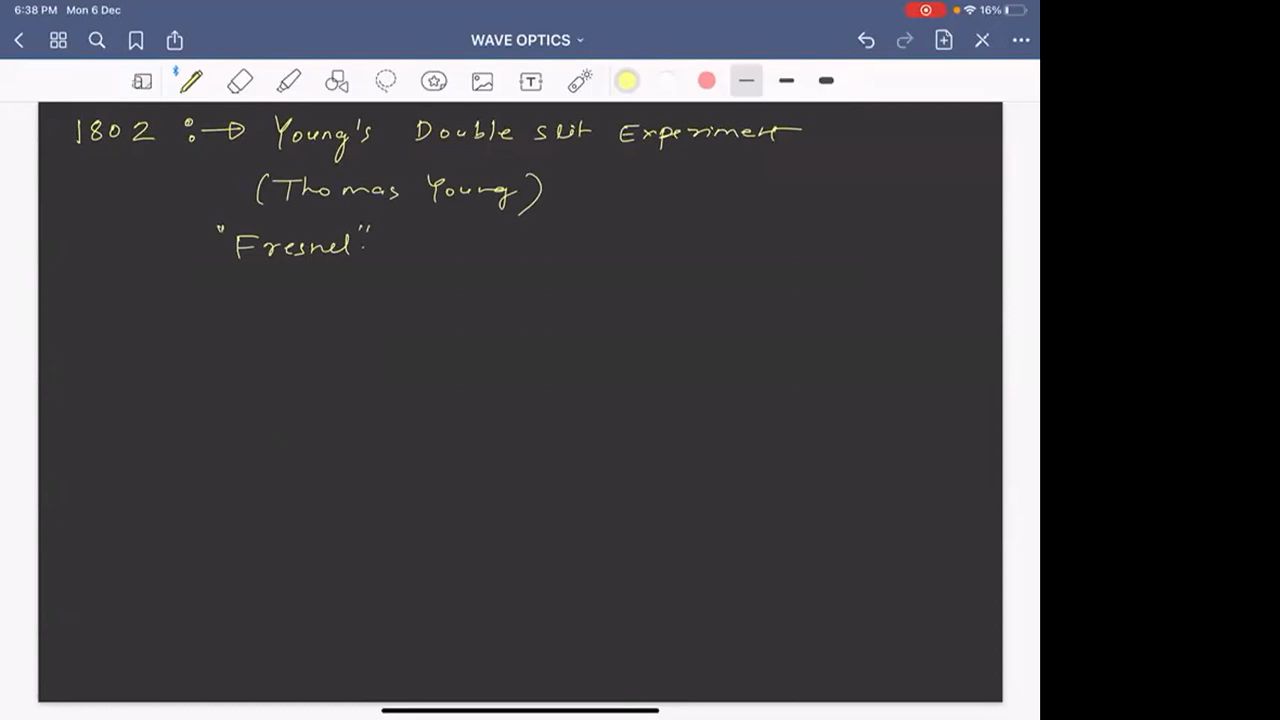 6:38 PM Mon 6 Dec
16%
WAVE OPTICS
T
1802 :→ Young's Double slit Experiment
(Thomas Young)
"Fresnel"